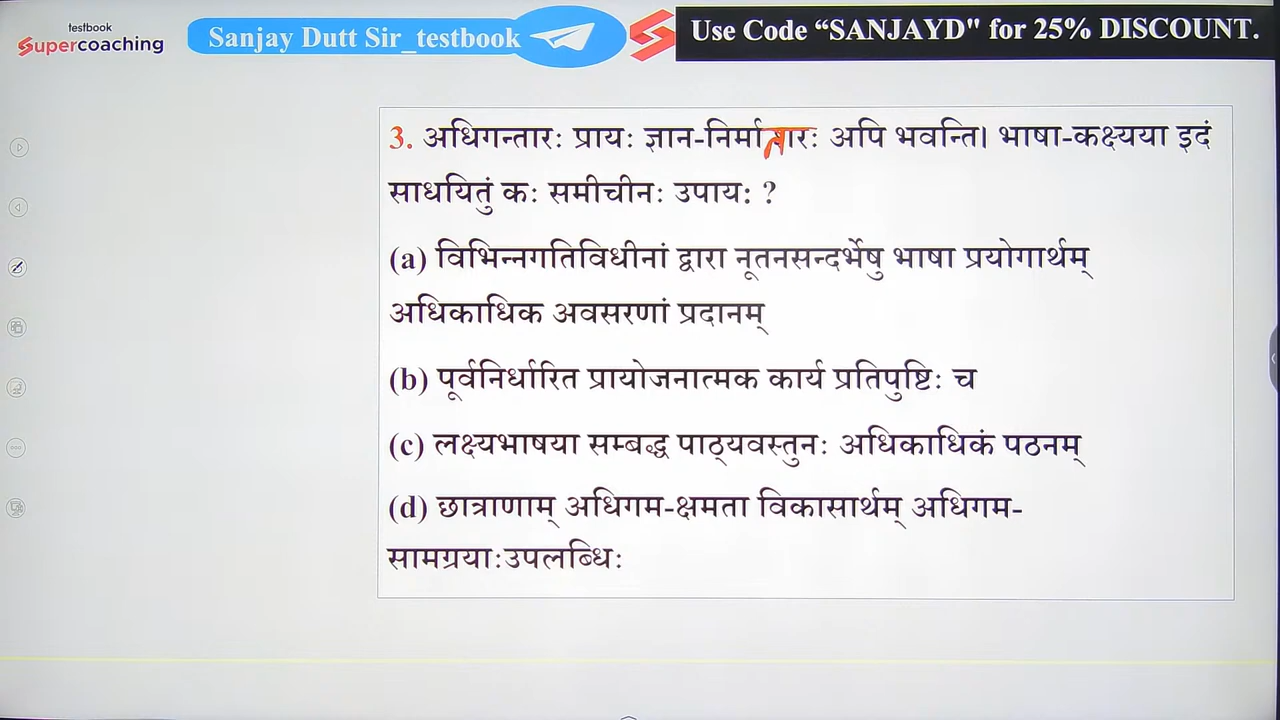 testbook
Supercoaching
Sanjay Dutt Sir_testbook
Use Code “SANJAYD" for 25% DISCOUNT.
3. अधिगन्तारः प्रायः ज्ञान-निर्मातारः अपि भवन्ति। भाषा-कक्ष्यया इदं
साधयितुं कः समीचीनः उपायः ?
(a) विभिन्नगतिविधीनां द्वारा नूतनसन्दर्भेषु भाषा प्रयोगार्थम्
अधिकाधिक अवसरणां प्रदानम्
(b) पूर्वनिर्धारित प्रायोजनात्मक कार्य प्रतिपुष्टिः च
(c) लक्ष्यभाषया सम्बद्ध पाठ्यवस्तुनः अधिकाधिकं पठनम्
(d) छात्राणाम् अधिगम-क्षमता विकासार्थम् अधिगम-
सामग्रयाःउपलब्धिः